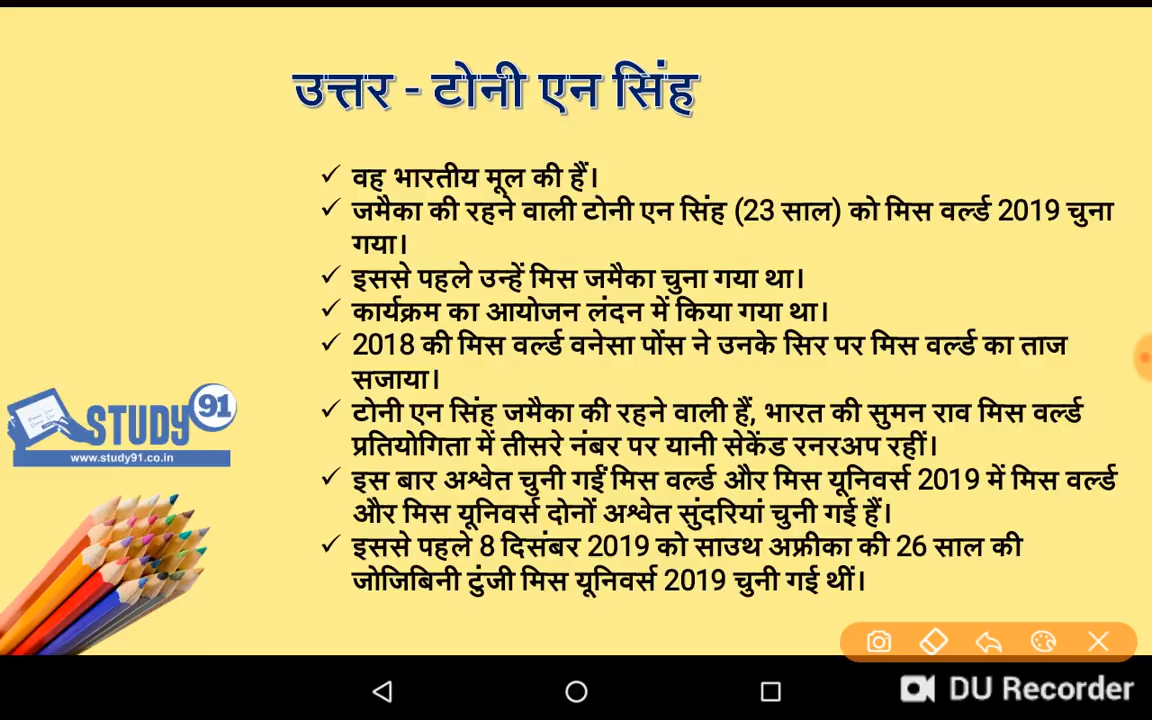 उत्तर - टोनी एन सिंह
✓ वह भारतीय मूल की हैं।
✓ जमैका की रहने वाली टोनी एन सिंह (23 साल) को मिस वर्ल्ड 2019 चुना
गया।
✓ इससे पहले उन्हें मिस जमैका चुना गया था।
✓ कार्यक्रम का आयोजन लंदन में किया गया था।
✓ 2018 की मिस वर्ल्ड वनेसा पोंस ने उनके सिर पर मिस वर्ल्ड का ताज
सजाया।
✓ टोनी एन सिंह जमैका की रहने वाली हैं, भारत की सुमन राव मिस वर्ल्ड
प्रतियोगिता में तीसरे नंबर पर यानी सेकेंड रनरअप रहीं।
✓ इस बार अश्वेत चुनी गईं मिस वर्ल्ड और मिस यूनिवर्स 2019 में मिस वर्ल्ड
और मिस यूनिवर्स दोनों अश्वेत सुंदरियां चुनी गई हैं।
✓ इससे पहले 8 दिसंबर 2019 को साउथ अफ्रीका की 26 साल की
जोजिबिनी टुंजी मिस यूनिवर्स 2019 चुनी गई थीं।
STUDY 91
www.study91.co.in
DU Recorder